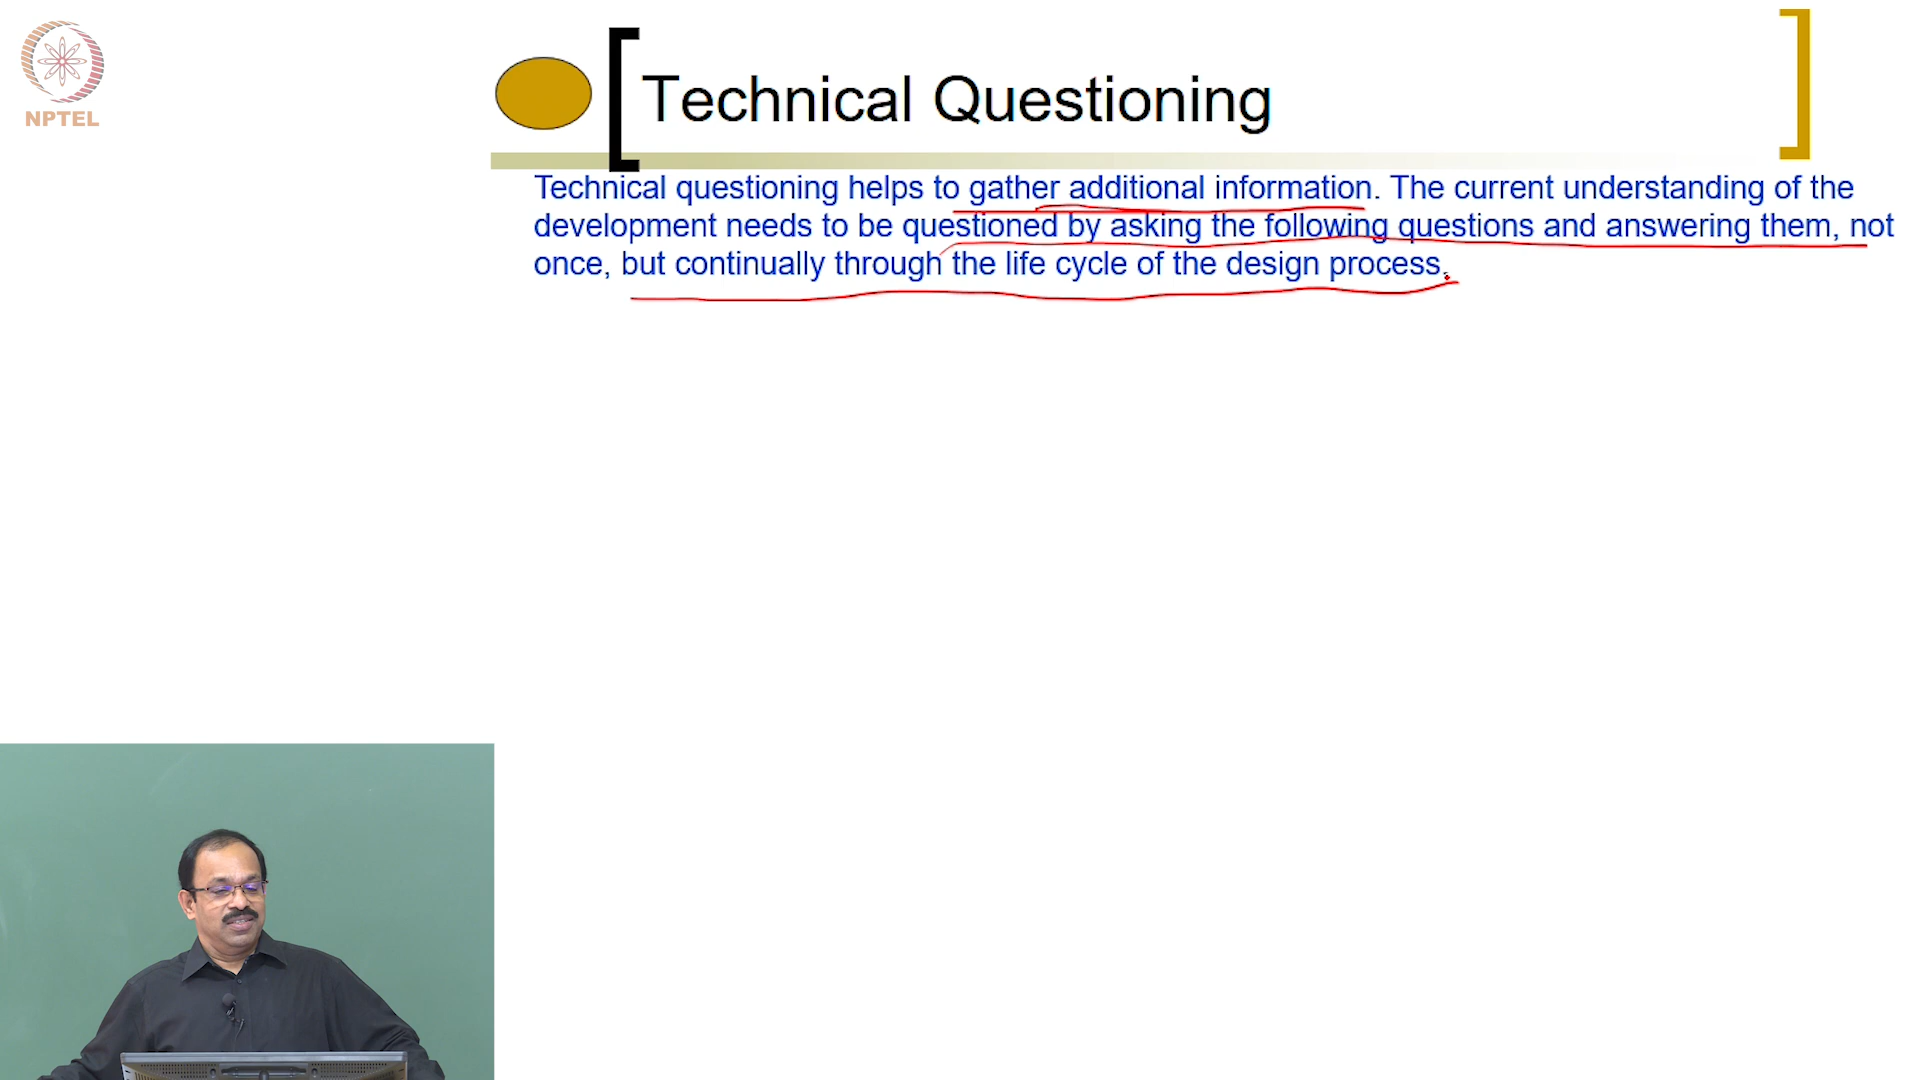 NPTEL
Technical Questioning
Technical questioning helps to gather additional information. The current understanding of the
development needs to be questioned by asking the following questions and answering them, not
once, but continually through the life cycle of the design process.